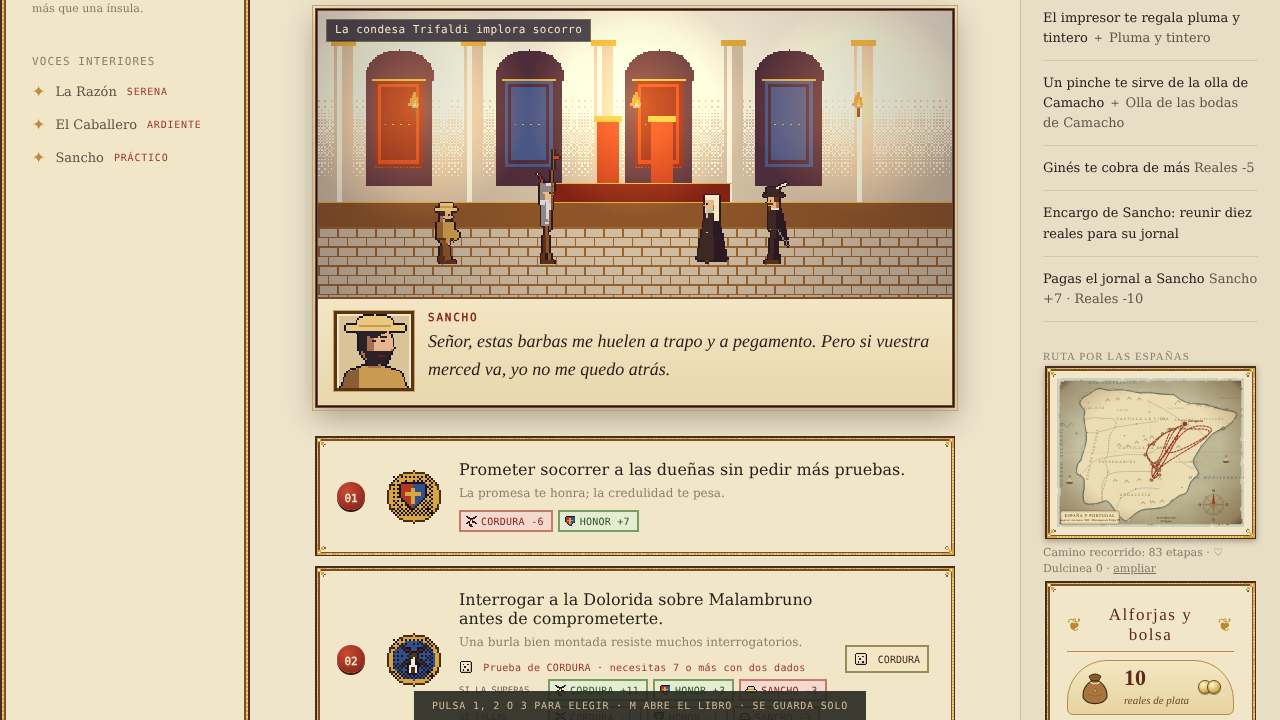 más que una ínsula.
VOCES INTERIORES
✦ La Razón SERENA
✦ El Caballero ARDIENTE
✦ Sancho PRÁCTICO
La condesa Trifaldi implora socorro
SANCHO
Señor, estas barbas me huelen a trapo y a pegamento. Pero si vuestra
merced va, yo no me quedo atrás.
01
Prometer socorrer a las dueñas sin pedir más pruebas.
La promesa te honra; la credulidad te pesa.
CORDURA -6
HONOR +7
02
Interrogar a la Dolorida sobre Malambruno
antes de comprometerte.
Una burla bien montada resiste muchos interrogatorios.
Prueba de CORDURA · necesitas 7 o más con dos dados
CORDURA
SI LA SUPERAS
CORDURA +11
HONOR +3
SANCHO -3
PULSA 1, 2 O 3 PARA ELEGIR · M ABRE EL LIBRO · SE GUARDA SOLO
El impresor te regala pluma y
tintero + Pluma y tintero
Un pinche te sirve de la olla de
Camacho + Olla de las bodas
de Camacho
Ginés te cobra de más Reales -5
Encargo de Sancho: reunir diez
reales para su jornal
Pagas el jornal a Sancho Sancho
+7 · Reales -10
RUTA POR LAS ESPAÑAS
ESPAÑA Y PORTUGAL
Camino recorrido: 83 etapas · ♡
Dulcinea 0 · ampliar
Alforjas y
bolsa
10
reales de plata